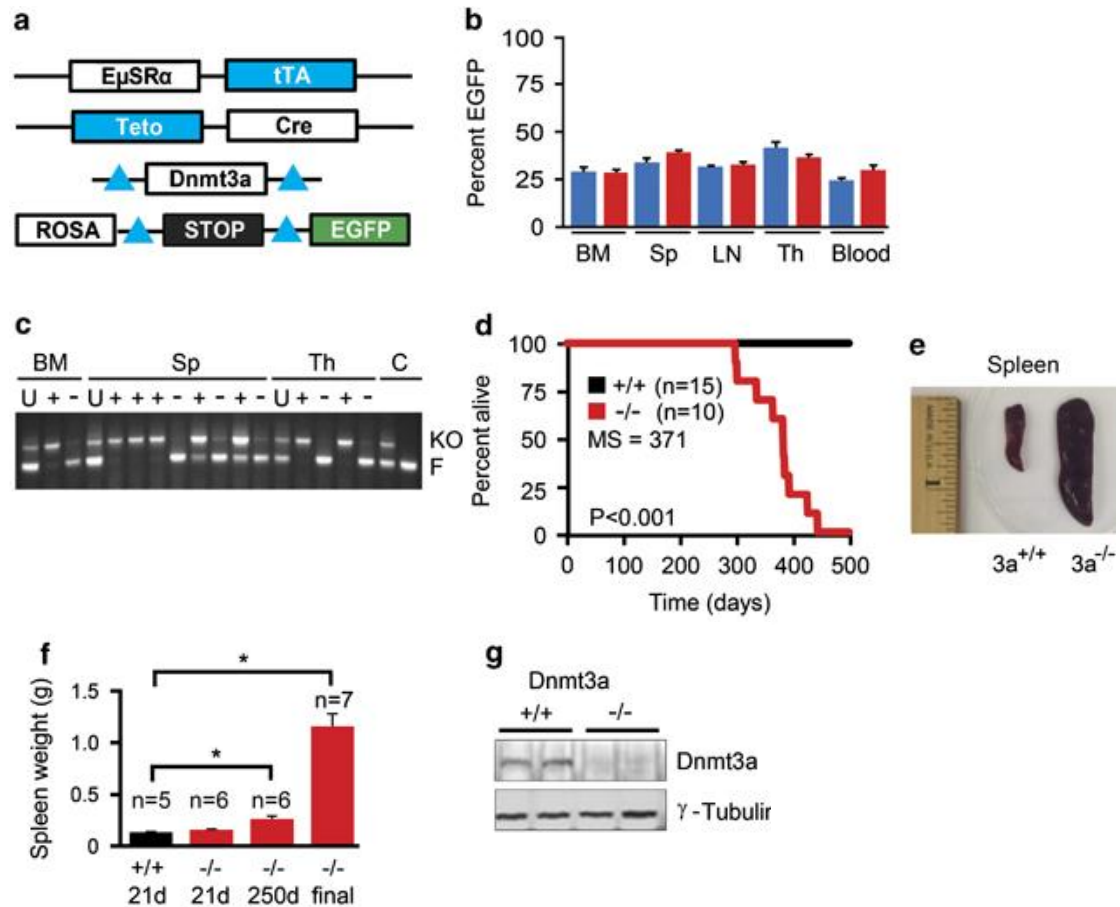 a
EμSRα tTA
Teto Cre
Dnmt3a
ROSA STOP EGFP
b
Percent EGFP
100
75
50
25
0
BM Sp LN Th Blood
c
BM Sp Th C
U + - U + + + - + - + - U + - + -
KO
F
d
Percent alive
100
75
50
25
0
+/+ (n=15)
-/- (n=10)
MS = 371
P<0.001
0 100 200 300 400 500
Time (days)
e
Spleen
3a+/+ 3a-/-
f
Spleen weight (g)
1.5
1.0
0.5
0
*
*
n=5 n=6 n=6 n=7
+/+ -/- -/- -/-
21d 21d 250d final
g
Dnmt3a
+/+ -/-
Dnmt3a
γ-Tubulir